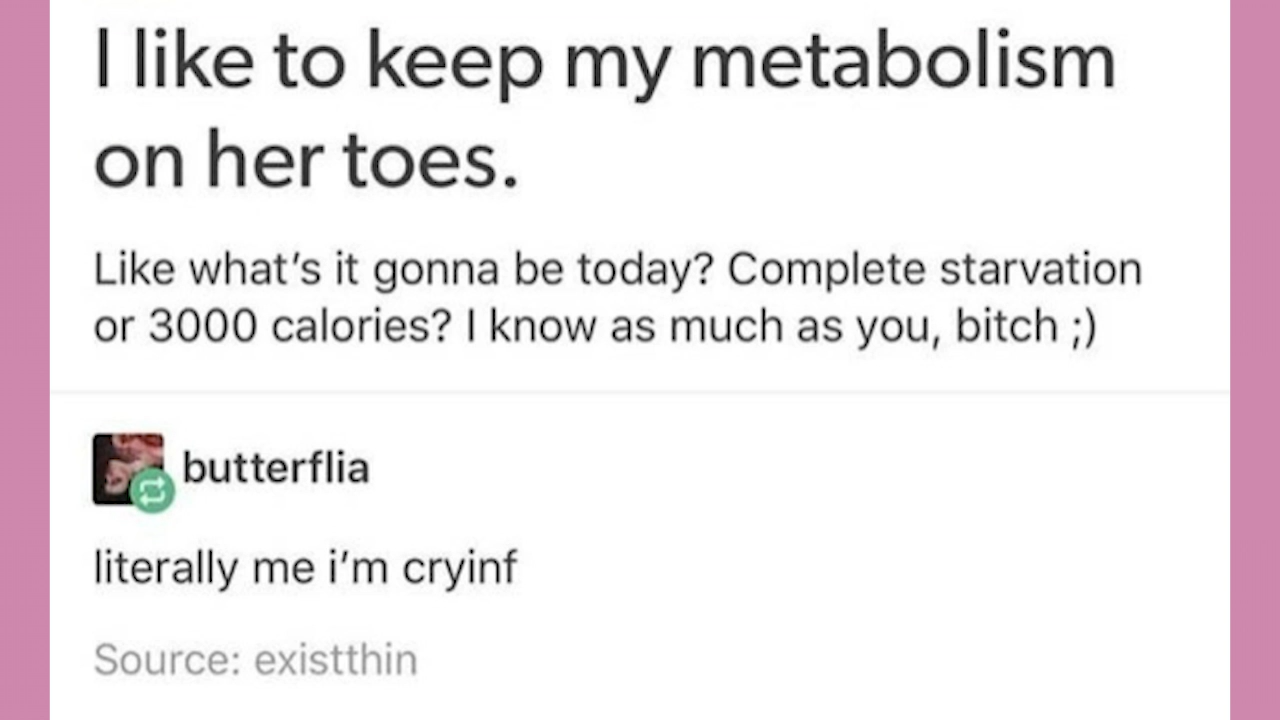 I like to keep my metabolism
on her toes.
Like what's it gonna be today? Complete starvation
or 3000 calories? I know as much as you, bitch ;)
butterflia
literally me i'm cryinf
Source: existthin